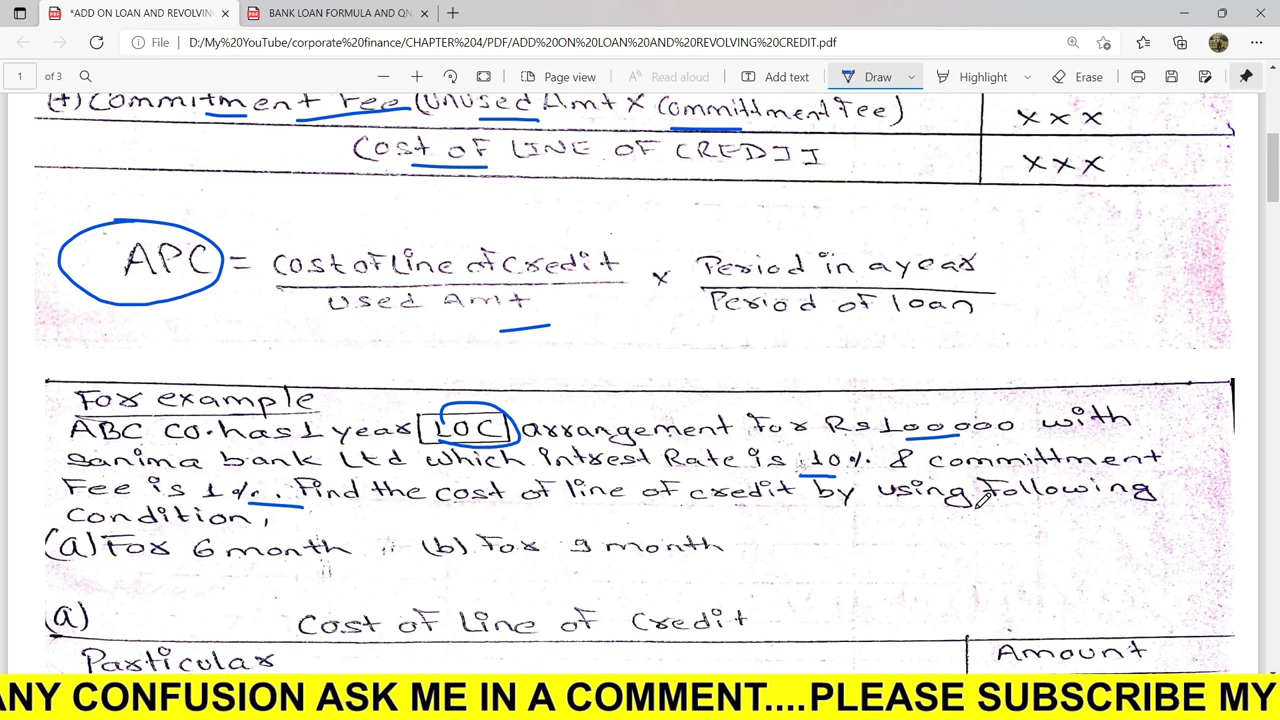 *ADD ON LOAN AND REVOLVIN
BANK LOAN FORMULA AND QN
File
D:/My%20YouTube/corporate%20finance/CHAPTER%204/PDF/ADD%20ON%20LOAN%20AND%20REVOLVING%20CREDIT.pdf
1 of 3
Page view
Read aloud
Add text
Draw
Highlight
Erase
(+) Commitment Fee (Unused Amt x CommittmentFee) x x x
Cost OF LINE OF CREDIT x x x
APC = Cost of line of Credit / Used Amt x Period in a year / Period of loan
For example
ABC CO. has 1 year LOC arrangement For Rs 100000 with
Sanima bank Ltd which intrest Rate is 10% & committment
Fee is 1%. Find the cost of line of credit by using Following
Condition,
(a) For 6 month (b) For 9 month
(a) Cost of Line of Credit
Particular Amount
ANY CONFUSION ASK ME IN A COMMENT....PLEASE SUBSCRIBE MY